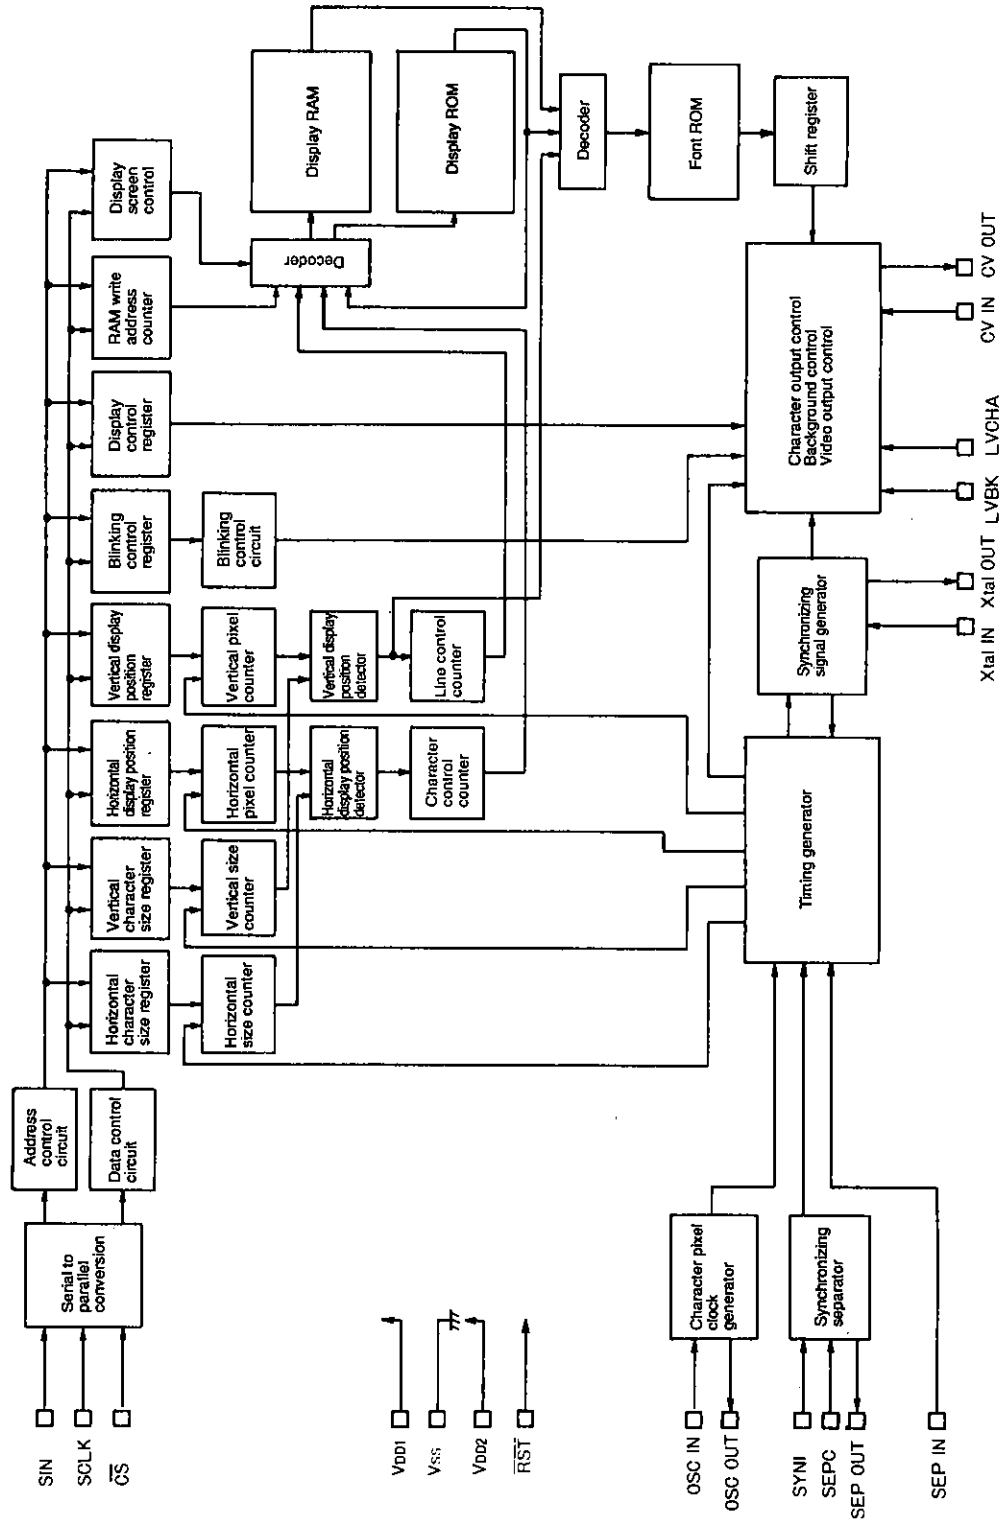 SIN
SCLK
CS
Serial to
parallel
conversion
Address
control
circuit
Data control
circuit
Horizontal
character
size register
Vertical
character
size register
Horizontal
display position
register
Vertical display
position
register
Blinking
control
register
Display
control
register
RAM write
address
counter
Display
screen
control
Horizontal
size counter
Vertical size
counter
Horizontal
pixel counter
Vertical pixel
counter
Blinking
control
circuit
Horizontal
display position
detector
Vertical display
position
detector
Character
control
counter
LIne control
counter
Decoder
Display RAM
Display ROM
Decoder
Font ROM
Shift register
VDD1
VSS
VDD2
RST
OSC IN
OSC OUT
Character pixel
clock
generator
SYNI
SEPC
SEP OUT
Synchronizing
separator
SEP IN
Timing generator
Synchronizing
signal generator
Character output control
Background control
Video output control
Xtal IN
Xtal OUT
LVBK
LVCHA
CV IN
CV OUT